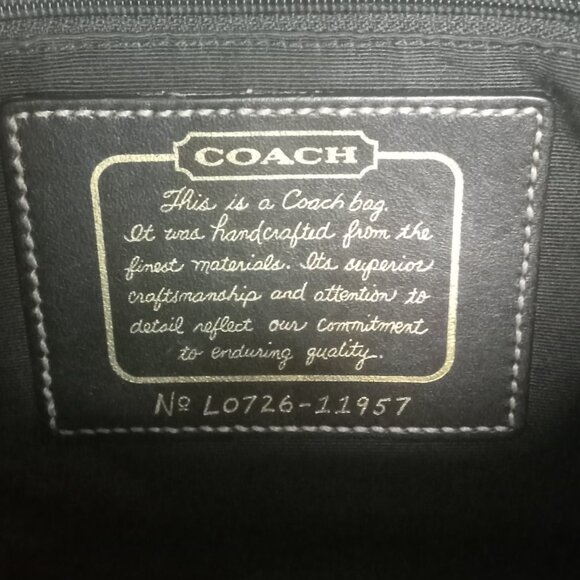 COACH
This is a Coach bag.
It was handcrafted from the
finest materials. Its superior
craftsmanship and attention to
detail reflect our commitment
to enduring quality.
Nº L0726-11957